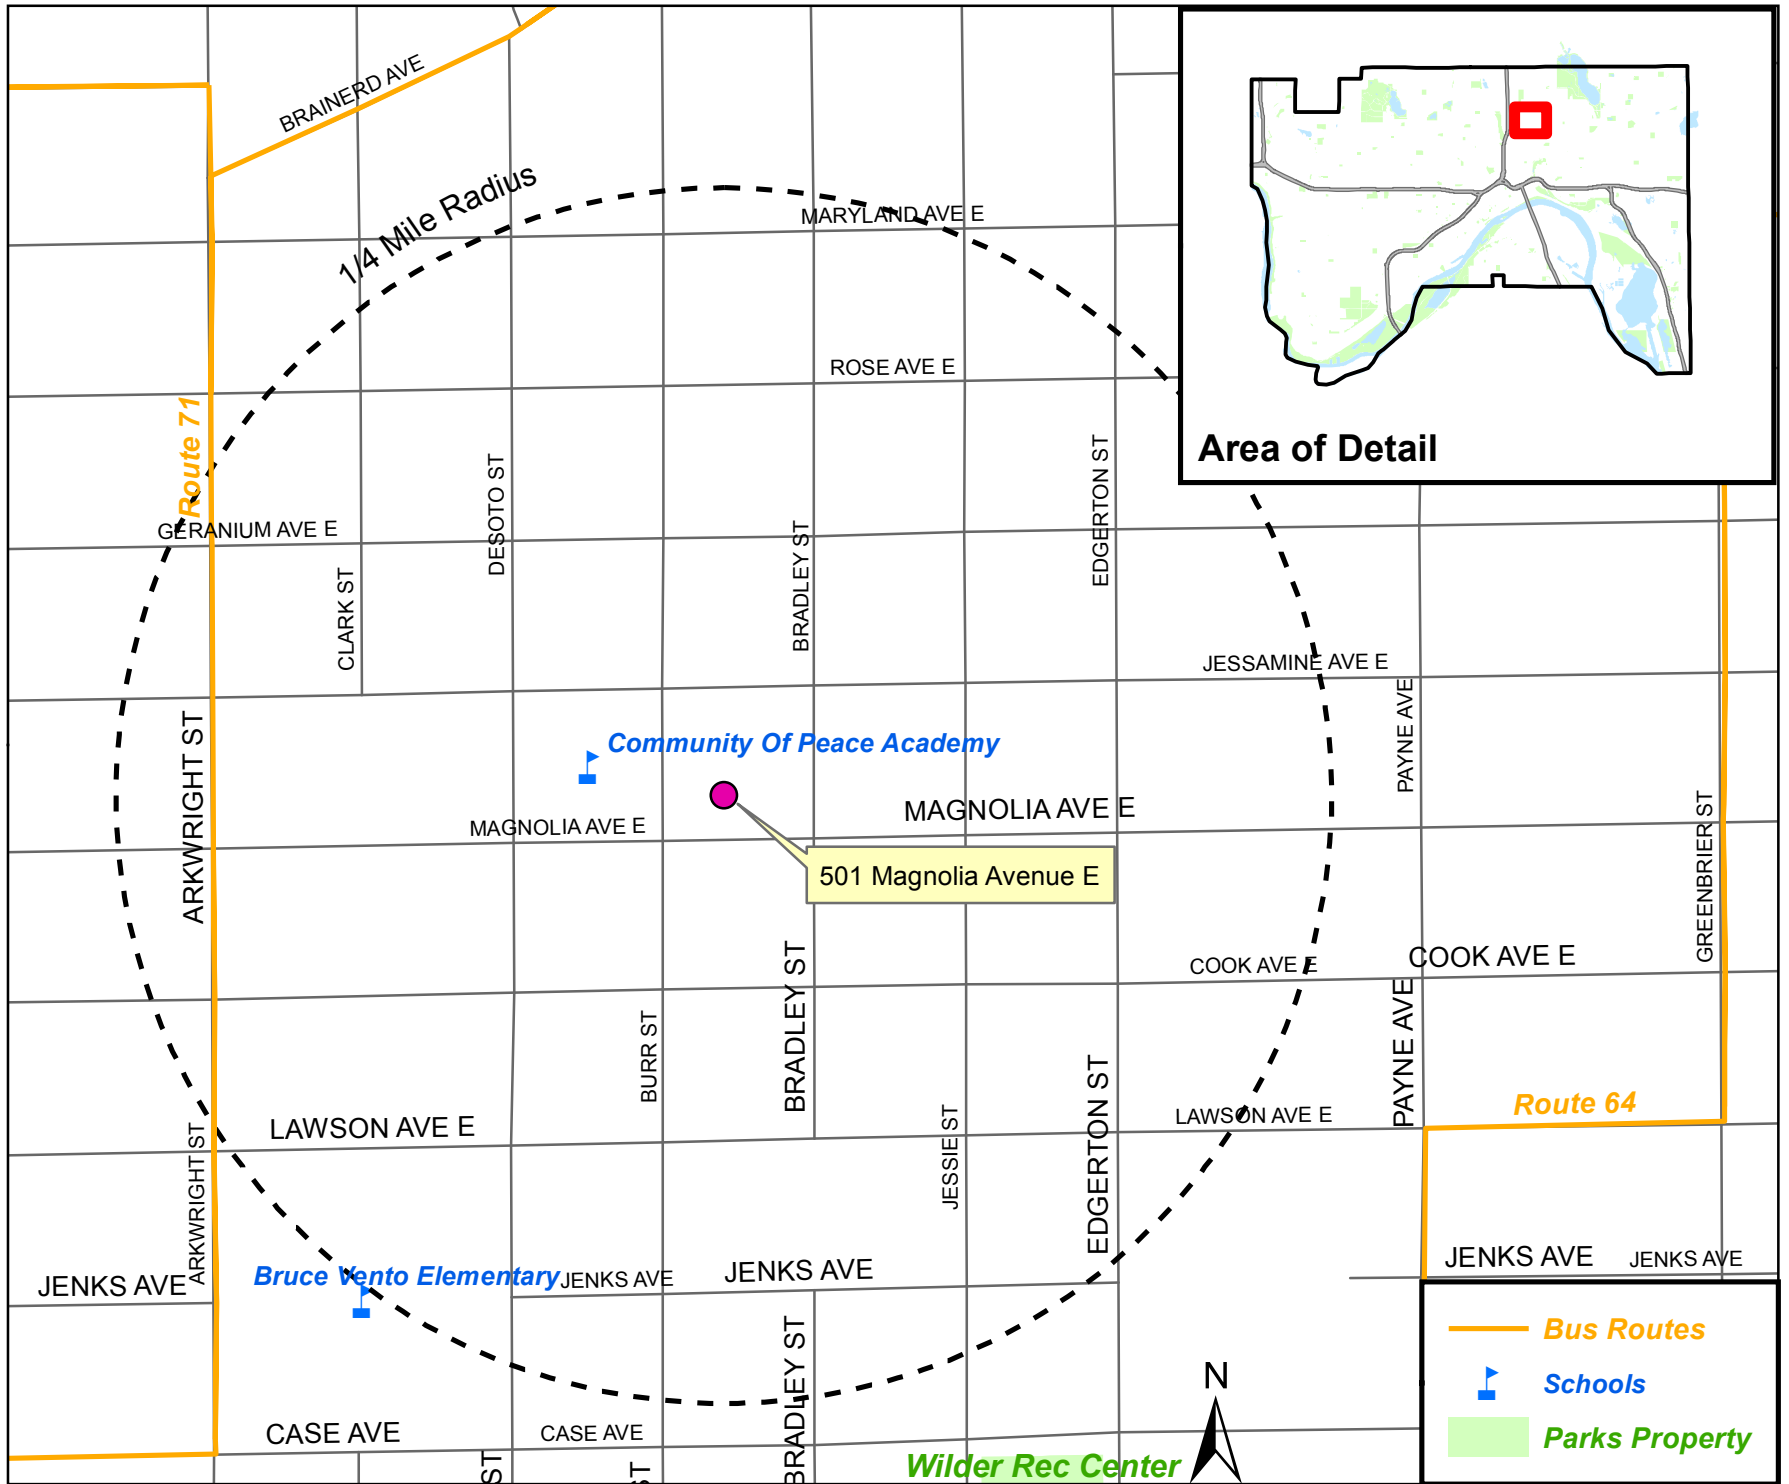 BRAINERD AVE
1/4 Mile Radius
MARYLAND AVE E
ROSE AVE E
Area of Detail
Route 71
GERANIUM AVE E
CLARK ST
DESOTO ST
BRADLEY ST
EDGERTON ST
JESSAMINE AVE E
PAYNE AVE
ARKWRIGHT ST
Community Of Peace Academy
MAGNOLIA AVE E
MAGNOLIA AVE E
501 Magnolia Avenue E
GREENBRIER ST
COOK AVE E
COOK AVE E
BURR ST
BRADLEY ST
PAYNE AVE
EDGERTON ST
Route 64
LAWSON AVE E
LAWSON AVE E
ARKWRIGHT ST
JESSIE ST
JENKS AVE
Bruce Vento Elementary
JENKS AVE
JENKS AVE
JENKS AVE
JENKS AVE
BRADLEY ST
N
Bus Routes
Schools
Parks Property
CASE AVE
CASE AVE
ST
ST
Wilder Rec Center